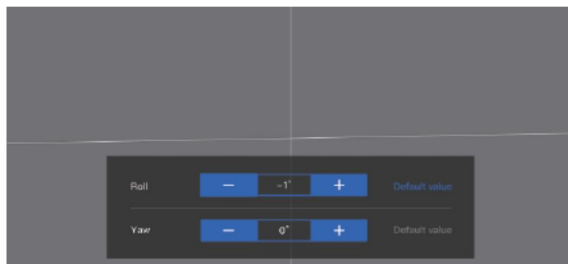 Roll − -1° + Default value
Yaw − 0° + Default value